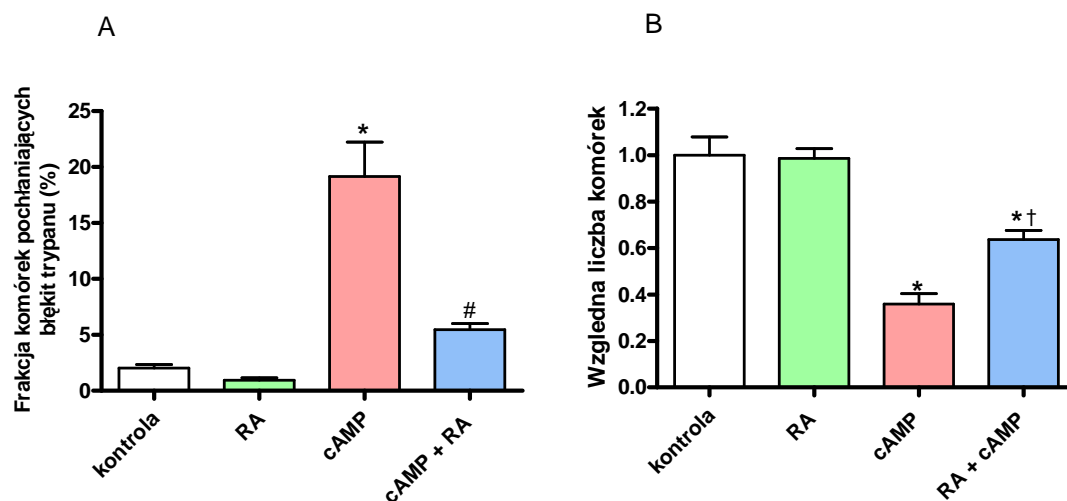 A
Frakcja komórek pochłaniających
błękit trypanu (%)
25
20
15
10
5
0
*
#
kontrola
RA
cAMP
cAMP + RA
B
Względna liczba komórek
1.2
1.0
0.8
0.6
0.4
0.2
0.0
*
*†
kontrola
RA
cAMP
RA + cAMP